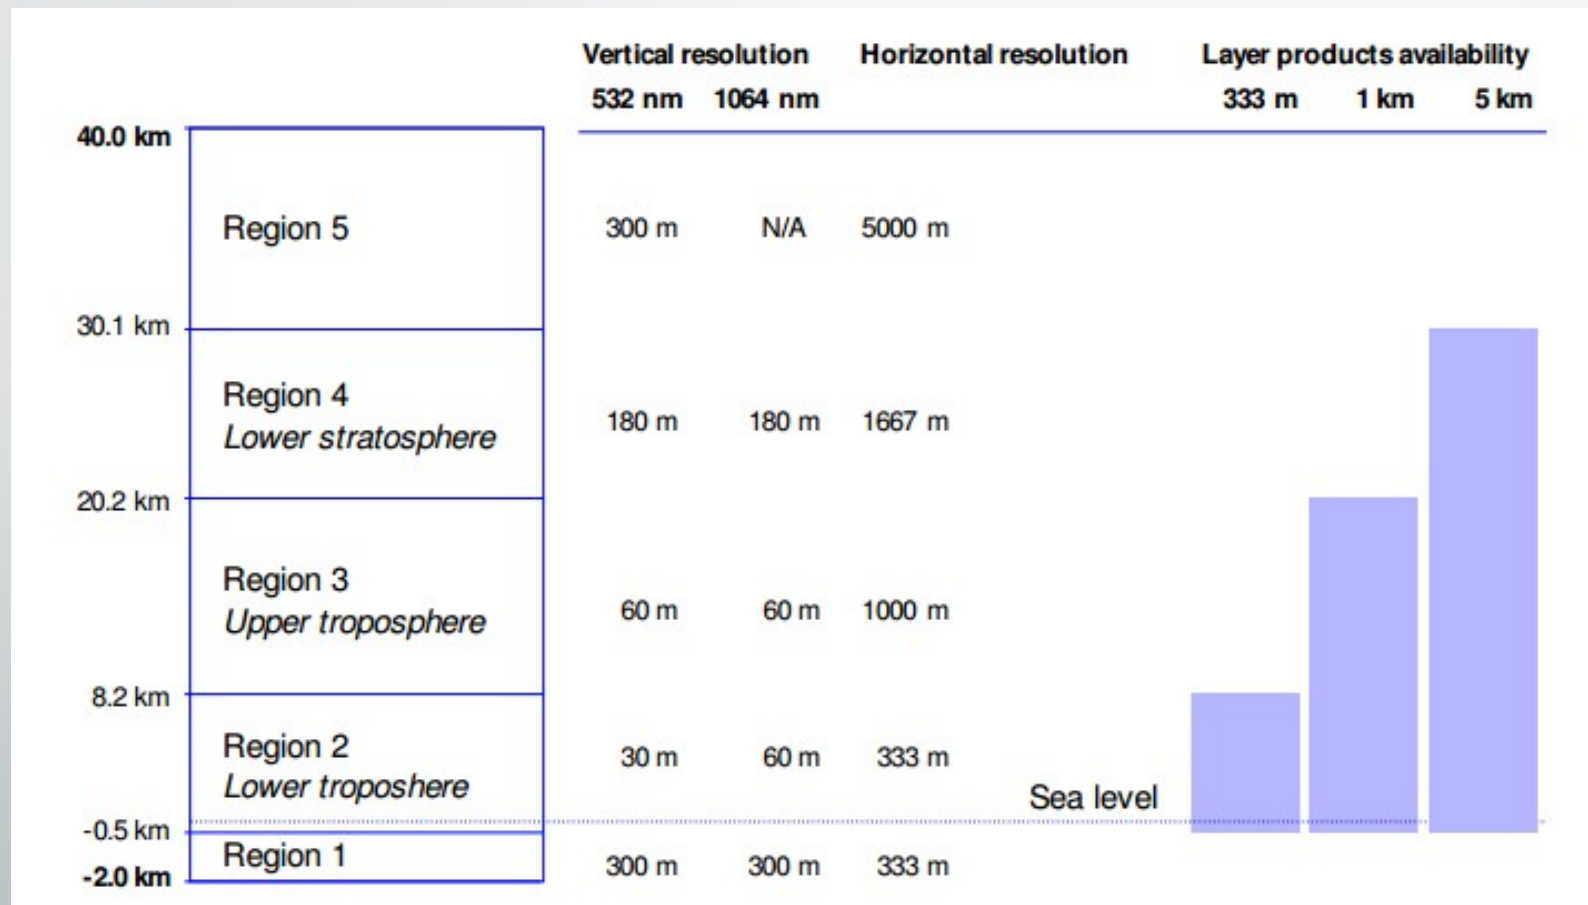 Vertical resolution Horizontal resolution Layer products availability
532 nm 1064 nm 333 m 1 km 5 km
40.0 km
Region 5 300 m N/A 5000 m
30.1 km
Region 4
Lower stratosphere
180 m 180 m 1667 m
20.2 km
Region 3
Upper troposphere
60 m 60 m 1000 m
8.2 km
Region 2
Lower troposhere
30 m 60 m 333 m
Sea level
-0.5 km
Region 1 300 m 300 m 333 m
-2.0 km